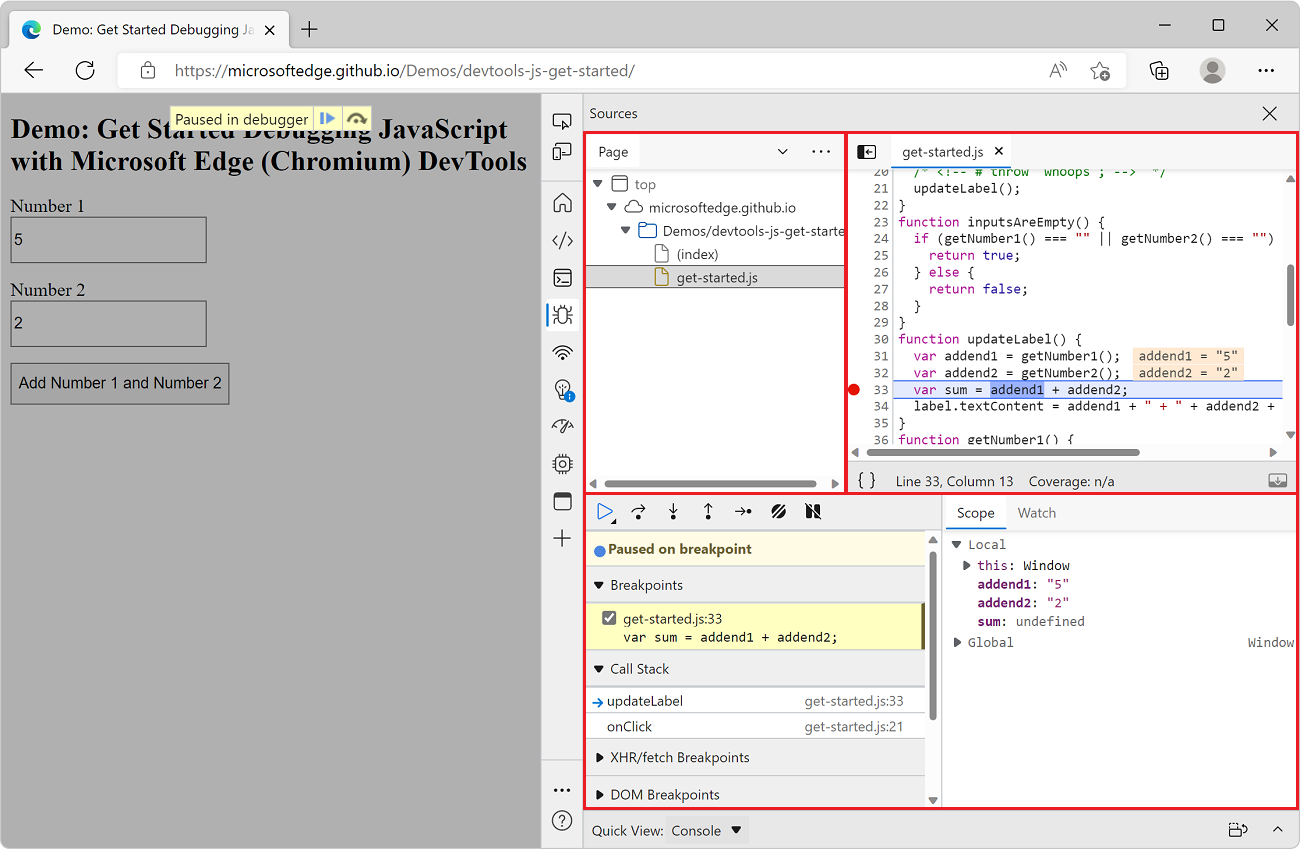 Demo: Get Started Debugging Ja
https://microsoftedge.github.io/Demos/devtools-js-get-started/
Paused in debugger
Demo: Get Started Debugging JavaScript
with Microsoft Edge (Chromium) DevTools
Number 1
5
Number 2
2
Add Number 1 and Number 2
Sources
Page
top
microsoftedge.github.io
Demos/devtools-js-get-starte
(index)
get-started.js
get-started.js
20 /* <!-- # throw "whoops"; --> */
21 updateLabel();
22 }
23 function inputsAreEmpty() {
24 if (getNumber1() === "" || getNumber2() === "")
25 return true;
26 } else {
27 return false;
28 }
29 }
30 function updateLabel() {
31 var addend1 = getNumber1(); addend1 = "5"
32 var addend2 = getNumber2(); addend2 = "2"
33 var sum = addend1 + addend2;
34 label.textContent = addend1 + " + " + addend2 +
35 }
36 function getNumber1() {
{ } Line 33, Column 13 Coverage: n/a
Paused on breakpoint
Breakpoints
get-started.js:33
var sum = addend1 + addend2;
Call Stack
updateLabel get-started.js:33
onClick get-started.js:21
XHR/fetch Breakpoints
DOM Breakpoints
Scope Watch
Local
this: Window
addend1: "5"
addend2: "2"
sum: undefined
Global Window
Quick View: Console